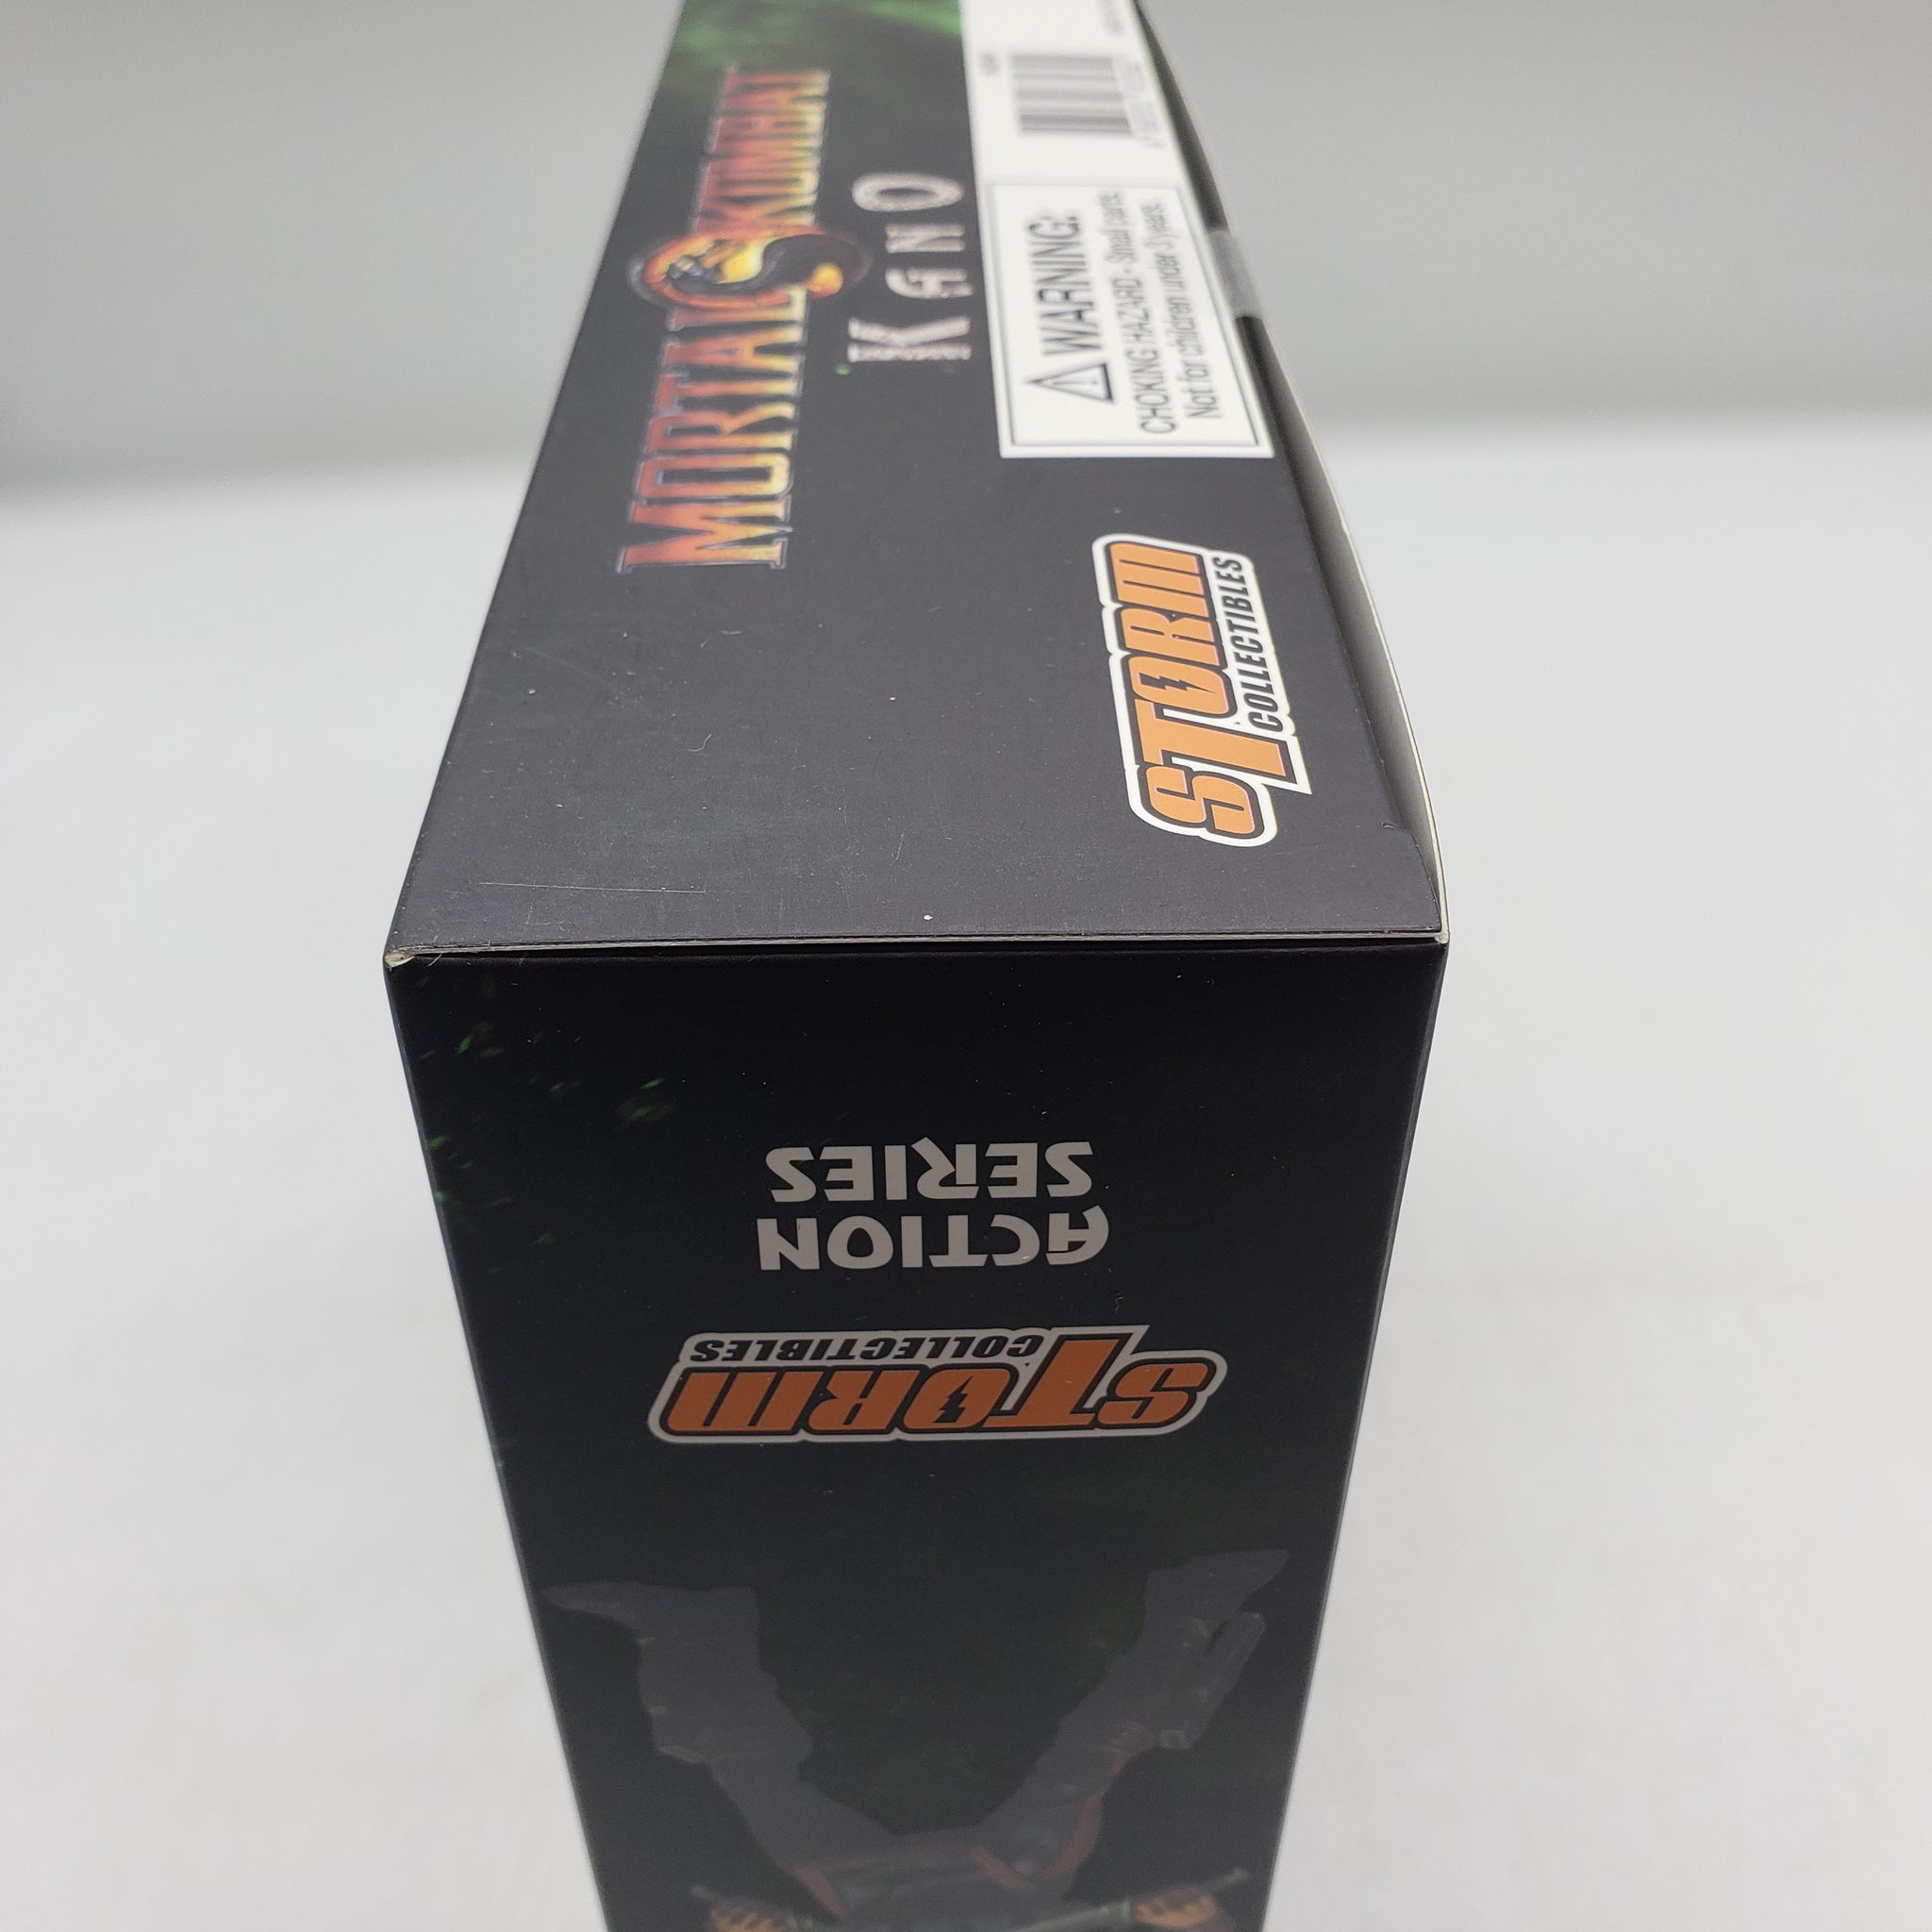 MORTAL KOMBAT
KANO
⚠ WARNING:
CHOKING HAZARD - Small parts.
Not for children under 3 years.
STORM
COLLECTIBLES
STORM
COLLECTIBLES
ACTION
SERIES